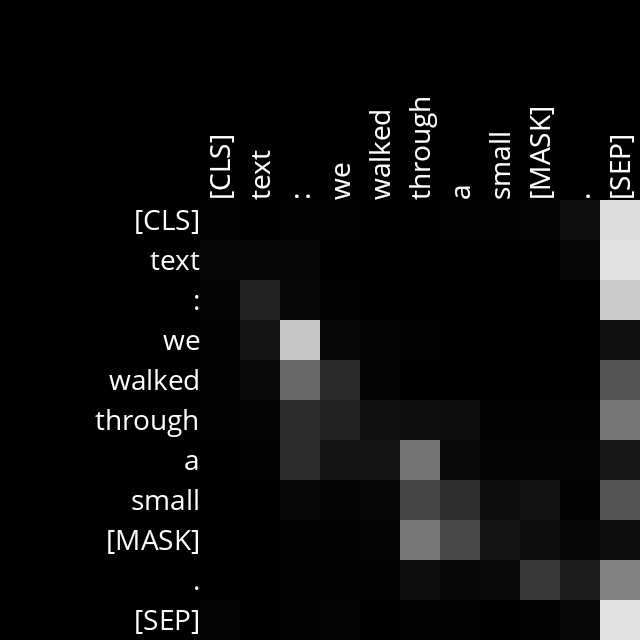 [CLS] text : we walked through a small [MASK] . [SEP]
[CLS]
text
:
we
walked
through
a
small
[MASK]
.
[SEP]